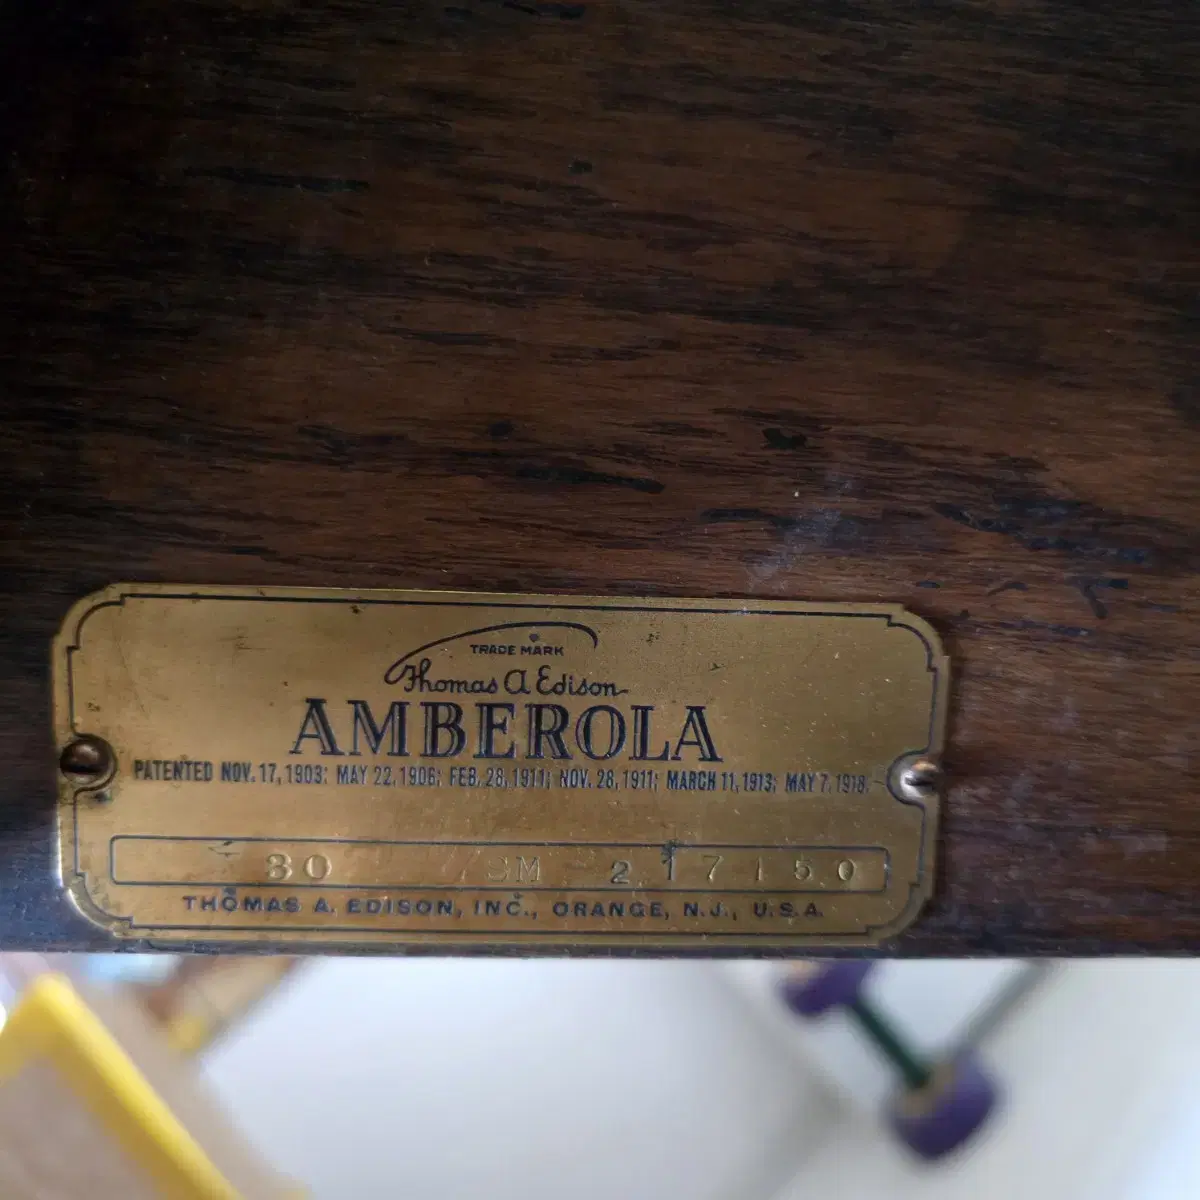 TRADE MARK
Thomas A Edison
AMBEROLA
PATENTED NOV. 17, 1903; MAY 22, 1906; FEB. 28, 1911; NOV. 28, 1911; MARCH 11, 1913; MAY 7, 1918.
30 SM 217150
THOMAS A. EDISON, INC., ORANGE, N.J., U.S.A.